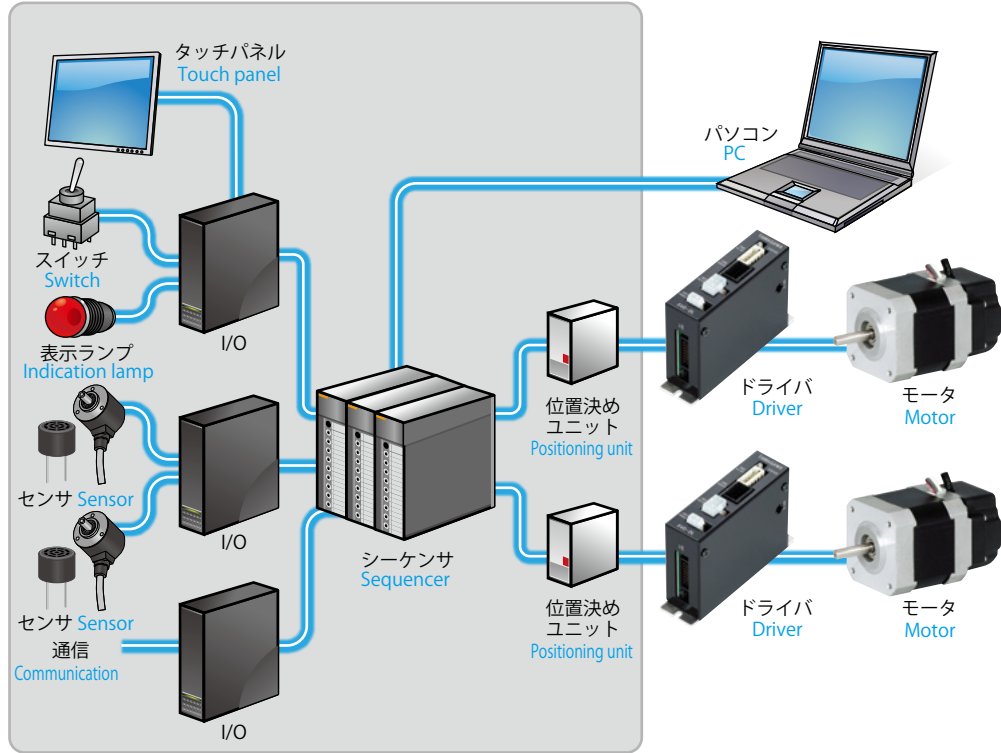 タッチパネル
Touch panel
パソコン
PC
スイッチ
Switch
表示ランプ
Indication lamp
I/O
センサ Sensor
I/O
センサ Sensor
通信
Communication
I/O
シーケンサ
Sequencer
位置決め
ユニット
Positioning unit
ドライバ
Driver
モータ
Motor
位置決め
ユニット
Positioning unit
ドライバ
Driver
モータ
Motor